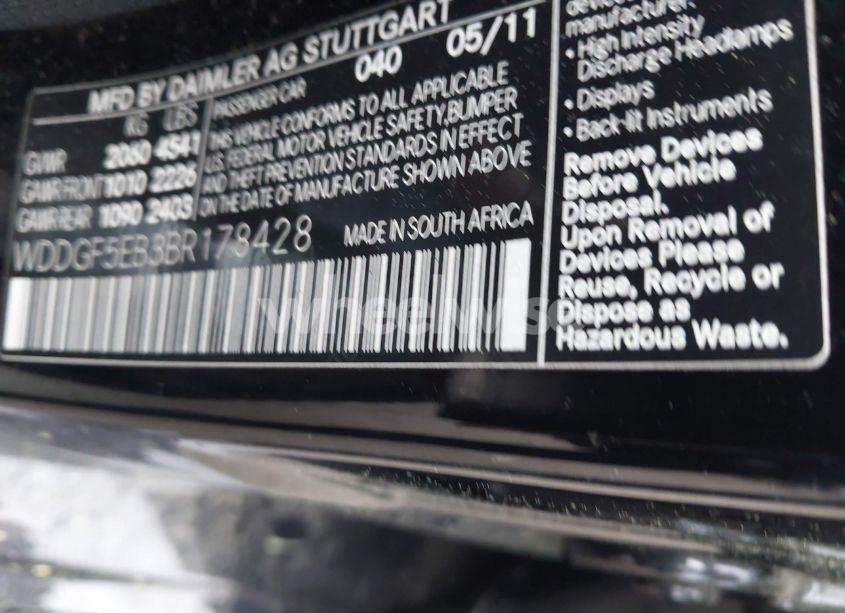 MFD BY DAIMLER AG STUTTGART
040 05/11
KG LBS
GVWR 2060 4541
GAWR FRONT 1010 2226
GAWR REAR 1090 2403
PASSENGER CAR
THIS VEHICLE CONFORMS TO ALL APPLICABLE
U.S. FEDERAL MOTOR VEHICLE SAFETY, BUMPER
AND THEFT PREVENTION STANDARDS IN EFFECT
ON THE DATE OF MANUFACTURE SHOWN ABOVE
WDDGF5EB3BR178428
MADE IN SOUTH AFRICA
manufacturer:
• High Intensity
Discharge Headlamps
• Displays
• Back-lit Instruments
Remove Devices
Before Vehicle
Disposal.
Upon Removal of
Devices Please
Reuse, Recycle or
Dispose as
Hazardous Waste.
wheelwise